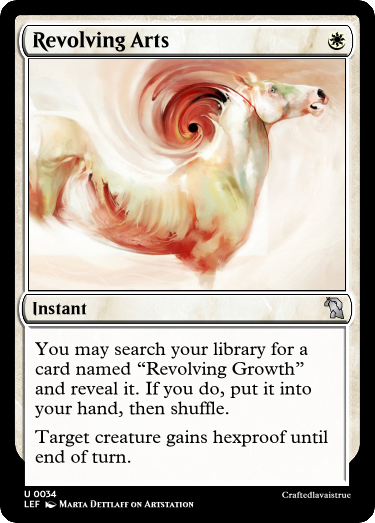 Revolving Arts
Instant
You may search your library for a
card named “Revolving Growth”
and reveal it. If you do, put it into
your hand, then shuffle.
Target creature gains hexproof until
end of turn.
U 0034
LEF Marta Dettlaff on Artstation
Craftedlavaistrue